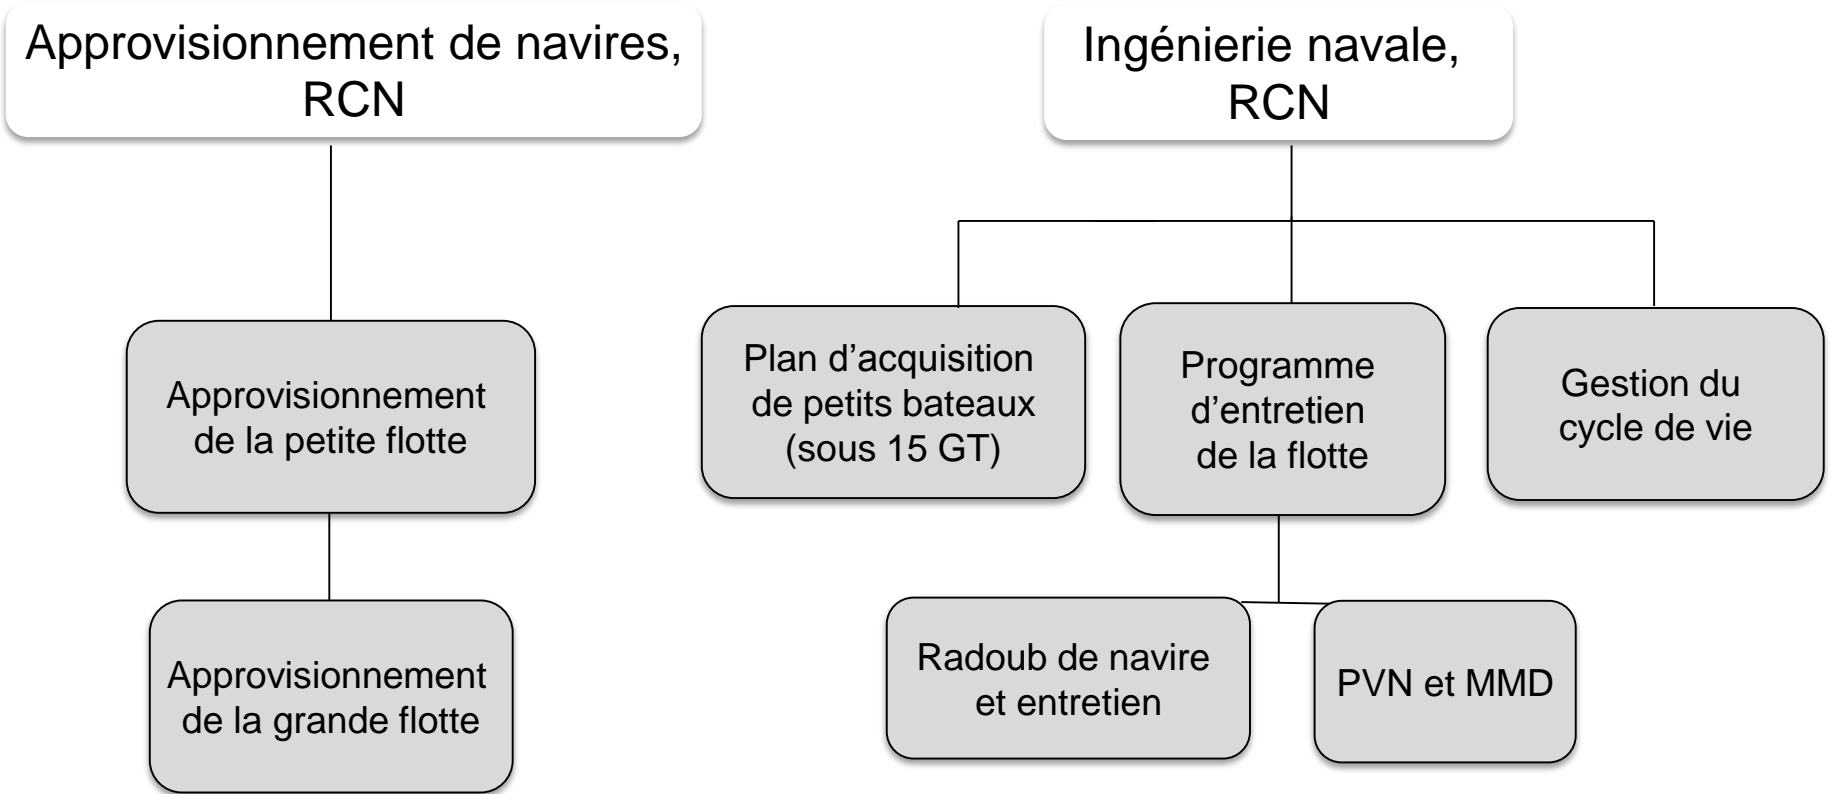 Approvisionnement de navires,
RCN
Ingénierie navale,
RCN
Approvisionnement
de la petite flotte
Plan d’acquisition
de petits bateaux
(sous 15 GT)
Programme
d’entretien
de la flotte
Gestion du
cycle de vie
Approvisionnement
de la grande flotte
Radoub de navire
et entretien
PVN et MMD